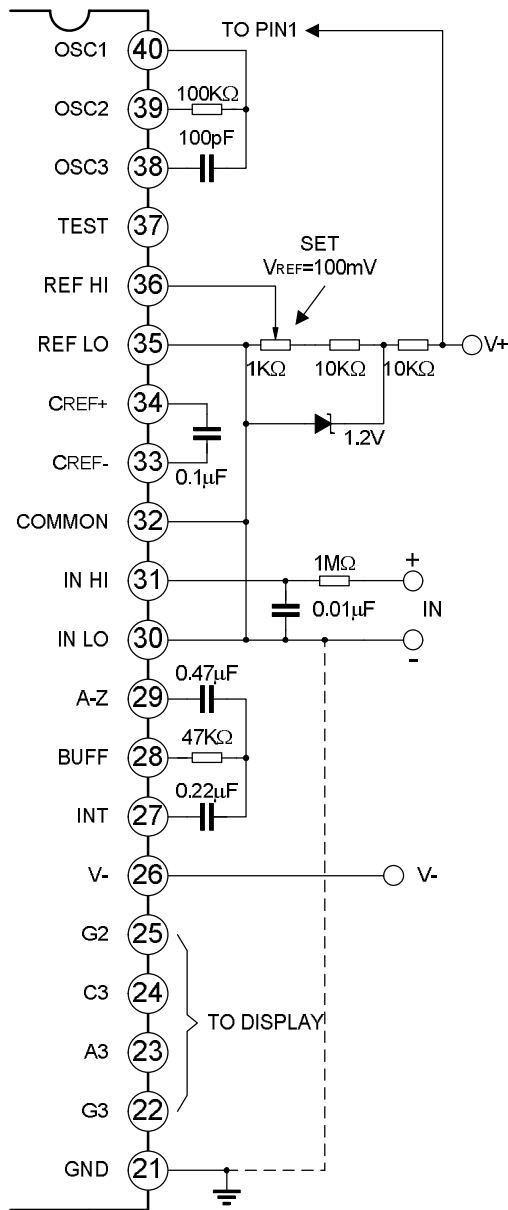 TO PIN1
OSC1 40
OSC2 39 100KΩ
100pF
OSC3 38
TEST 37
SET
VREF=100mV
REF HI 36
REF LO 35 V+
1KΩ 10KΩ 10KΩ
CREF+ 34
1.2V
CREF- 33
0.1µF
COMMON 32
1MΩ +
IN HI 31
0.01µF IN
IN LO 30
-
0.47µF
A-Z 29
47KΩ
BUFF 28
0.22µF
INT 27
V- 26 V-
G2 25
C3 24
TO DISPLAY
A3 23
G3 22
GND 21